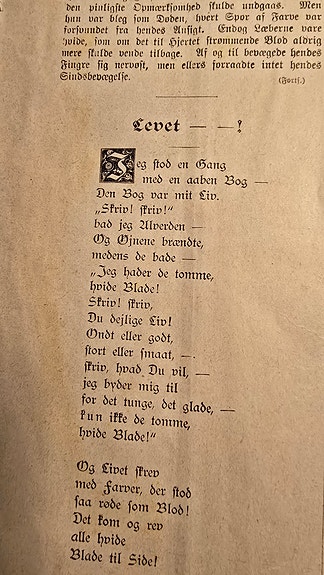 den pinligste Opmærksomhed skulde undgaas. Men
hun var bleg som Døden, hvert Spor af Farve var
forsvundet fra hendes Ansigt. Endog Læberne vare
hvide, som om det til Hjertet strømmende Blod aldrig
mere skulde vende tilbage. Af og til bevægede hendes
Fingre sig nervøst, men ellers forraadte intet hendes
Sindsbevægelse.
(Forts.)
Levet — — ?
Jeg stod en Gang
med en aaben Bog —
Den Bog var mit Liv.
„Skriv! skriv!“
bad jeg Alverden —
Og Øjnene brændte,
medens de bade —
„Jeg hader de tomme,
hvide Blade!
Skriv! skriv,
Du dejlige Liv!
Ondt eller godt,
stort eller smaat, —
skriv, hvad Du vil, —
jeg byder mig til
for det tunge, det glade, —
kun ikke de tomme,
hvide Blade!“
Og Livet skrev
med Farver, der stod
saa røde som Blod!
Det kom og rev
alle hvide
Blade til Side!